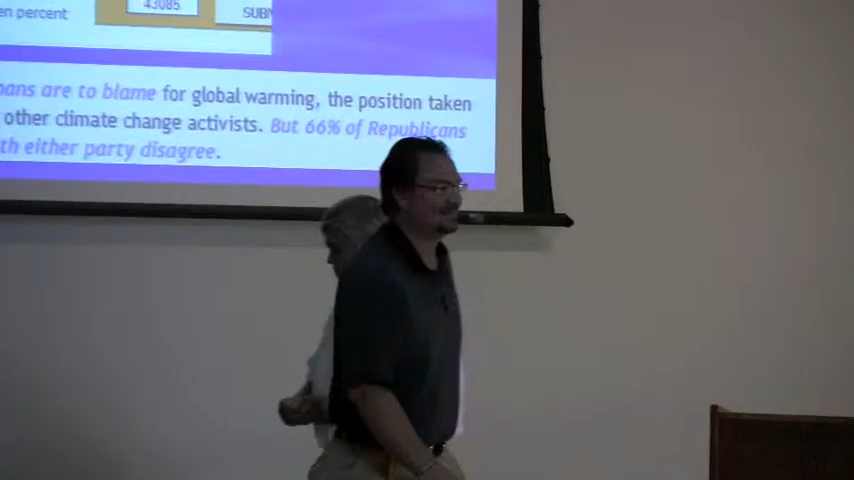 en percent
43085
SUBM
ans are to blame for global warming, the position taken
other climate change activists. But 66% of Republicans
th either party disagree.